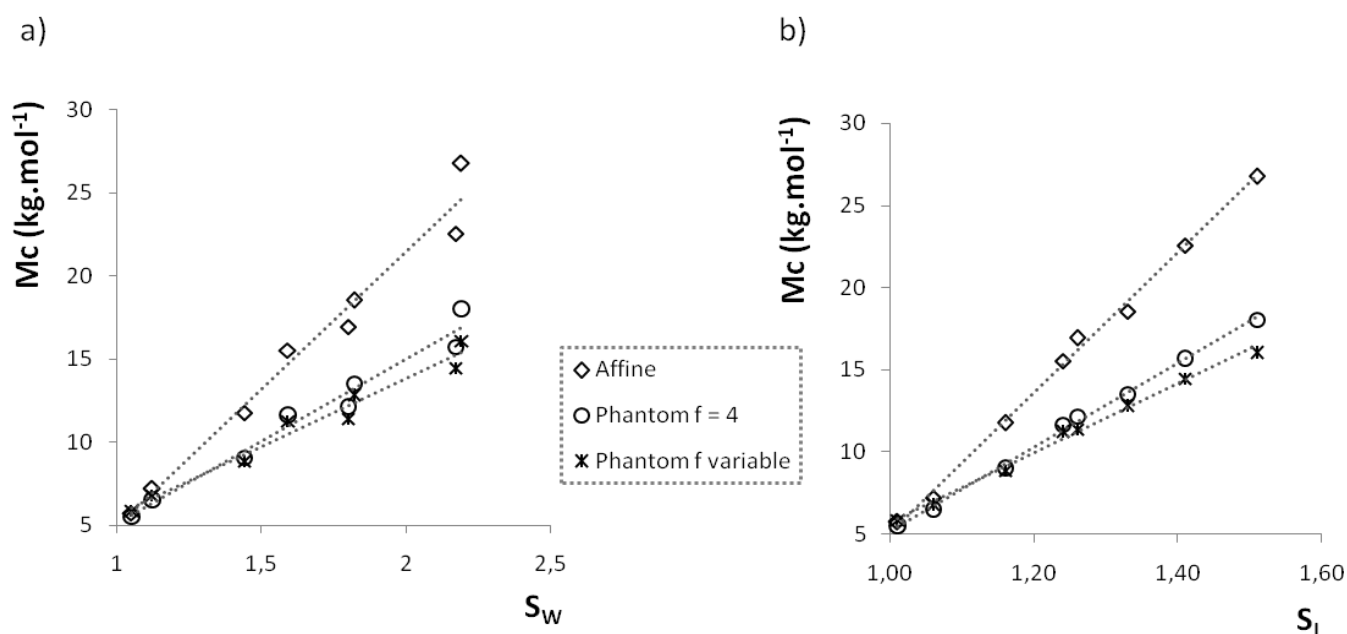 a)
Mc (kg.mol-1)
30
25
20
15
10
5
1
1,5
2
2,5
SW
Affine
Phantom f = 4
Phantom f variable
b)
Mc (kg.mol-1)
30
25
20
15
10
5
1,00
1,20
1,40
1,60
SL